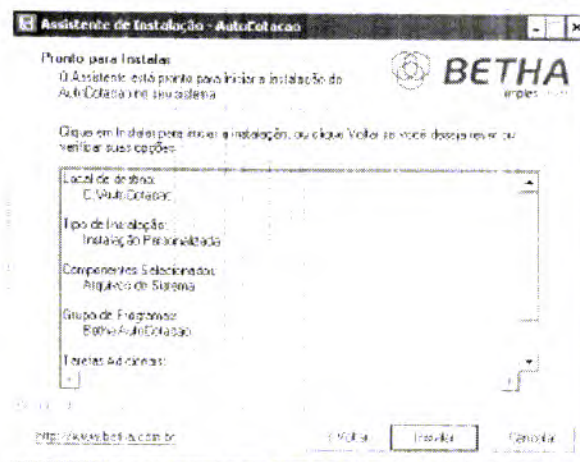 Assistente de Instalação - AutoCotacao
Pronto para Instalar
O Assistente está pronto para iniciar a instalação do
AutoCotacao no seu sistema.
BETHA
Clique em Instalar para iniciar a instalação, ou clique Voltar se você deseja rever ou
verificar suas opções.
Local de destino:
C:\AutoCotacao
Tipo de Instalação:
Instalação Personalizada
Componentes Selecionados:
Arquivos do Sistema
Grupo de Programas:
Betha AutoCotacao
Tarefas Adicionais:
http://www.betha.com.br
< Voltar
Instalar
Cancelar